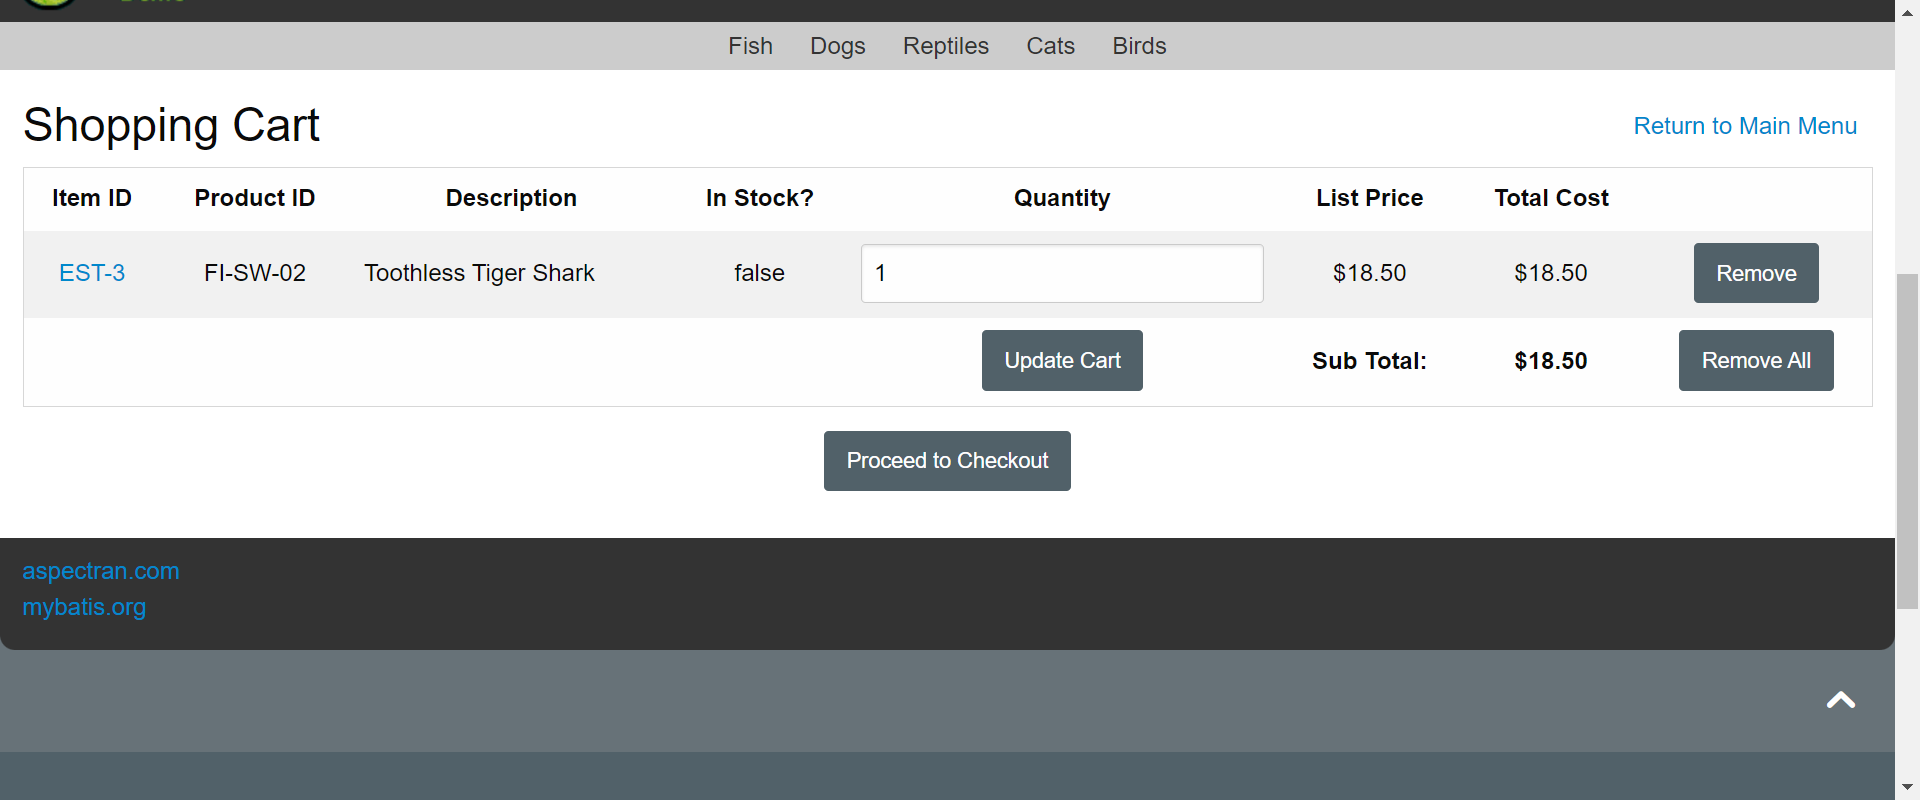 Fish Dogs Reptiles Cats Birds
Shopping Cart
Return to Main Menu
Item ID Product ID Description In Stock? Quantity List Price Total Cost
EST-3 FI-SW-02 Toothless Tiger Shark false 1 $18.50 $18.50 Remove
Update Cart Sub Total: $18.50 Remove All
Proceed to Checkout
aspectran.com
mybatis.org